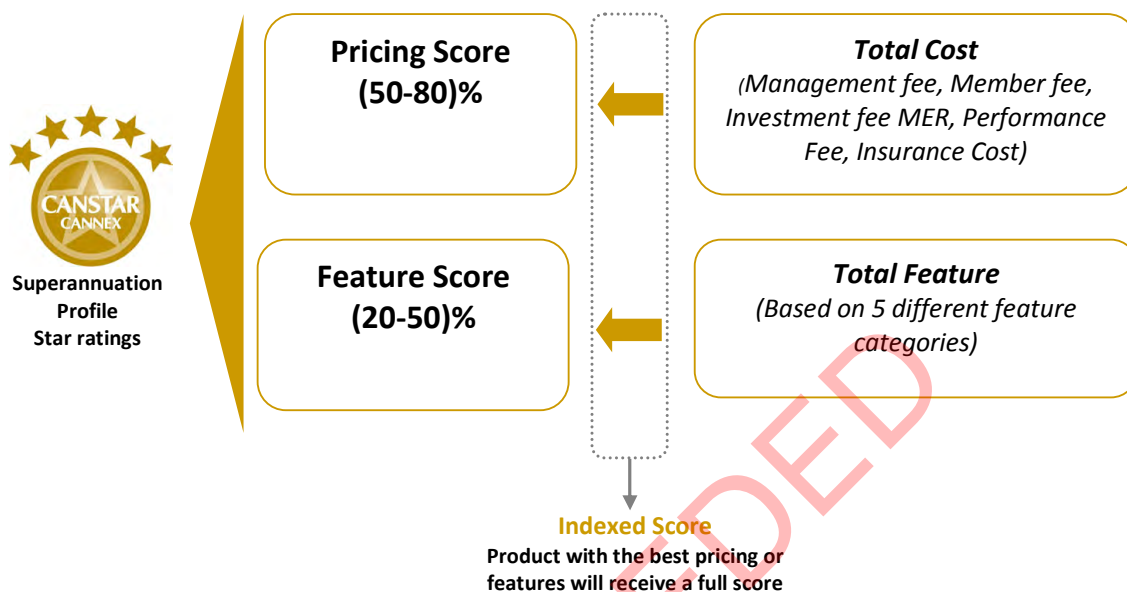 Pricing Score
(50-80)%
Total Cost
(Management fee, Member fee,
Investment fee MER, Performance
Fee, Insurance Cost)
CANSTAR
CANNEX
Superannuation
Profile
Star ratings
Feature Score
(20-50)%
Total Feature
(Based on 5 different feature
categories)
Indexed Score
Product with the best pricing or
features will receive a full score
EDED